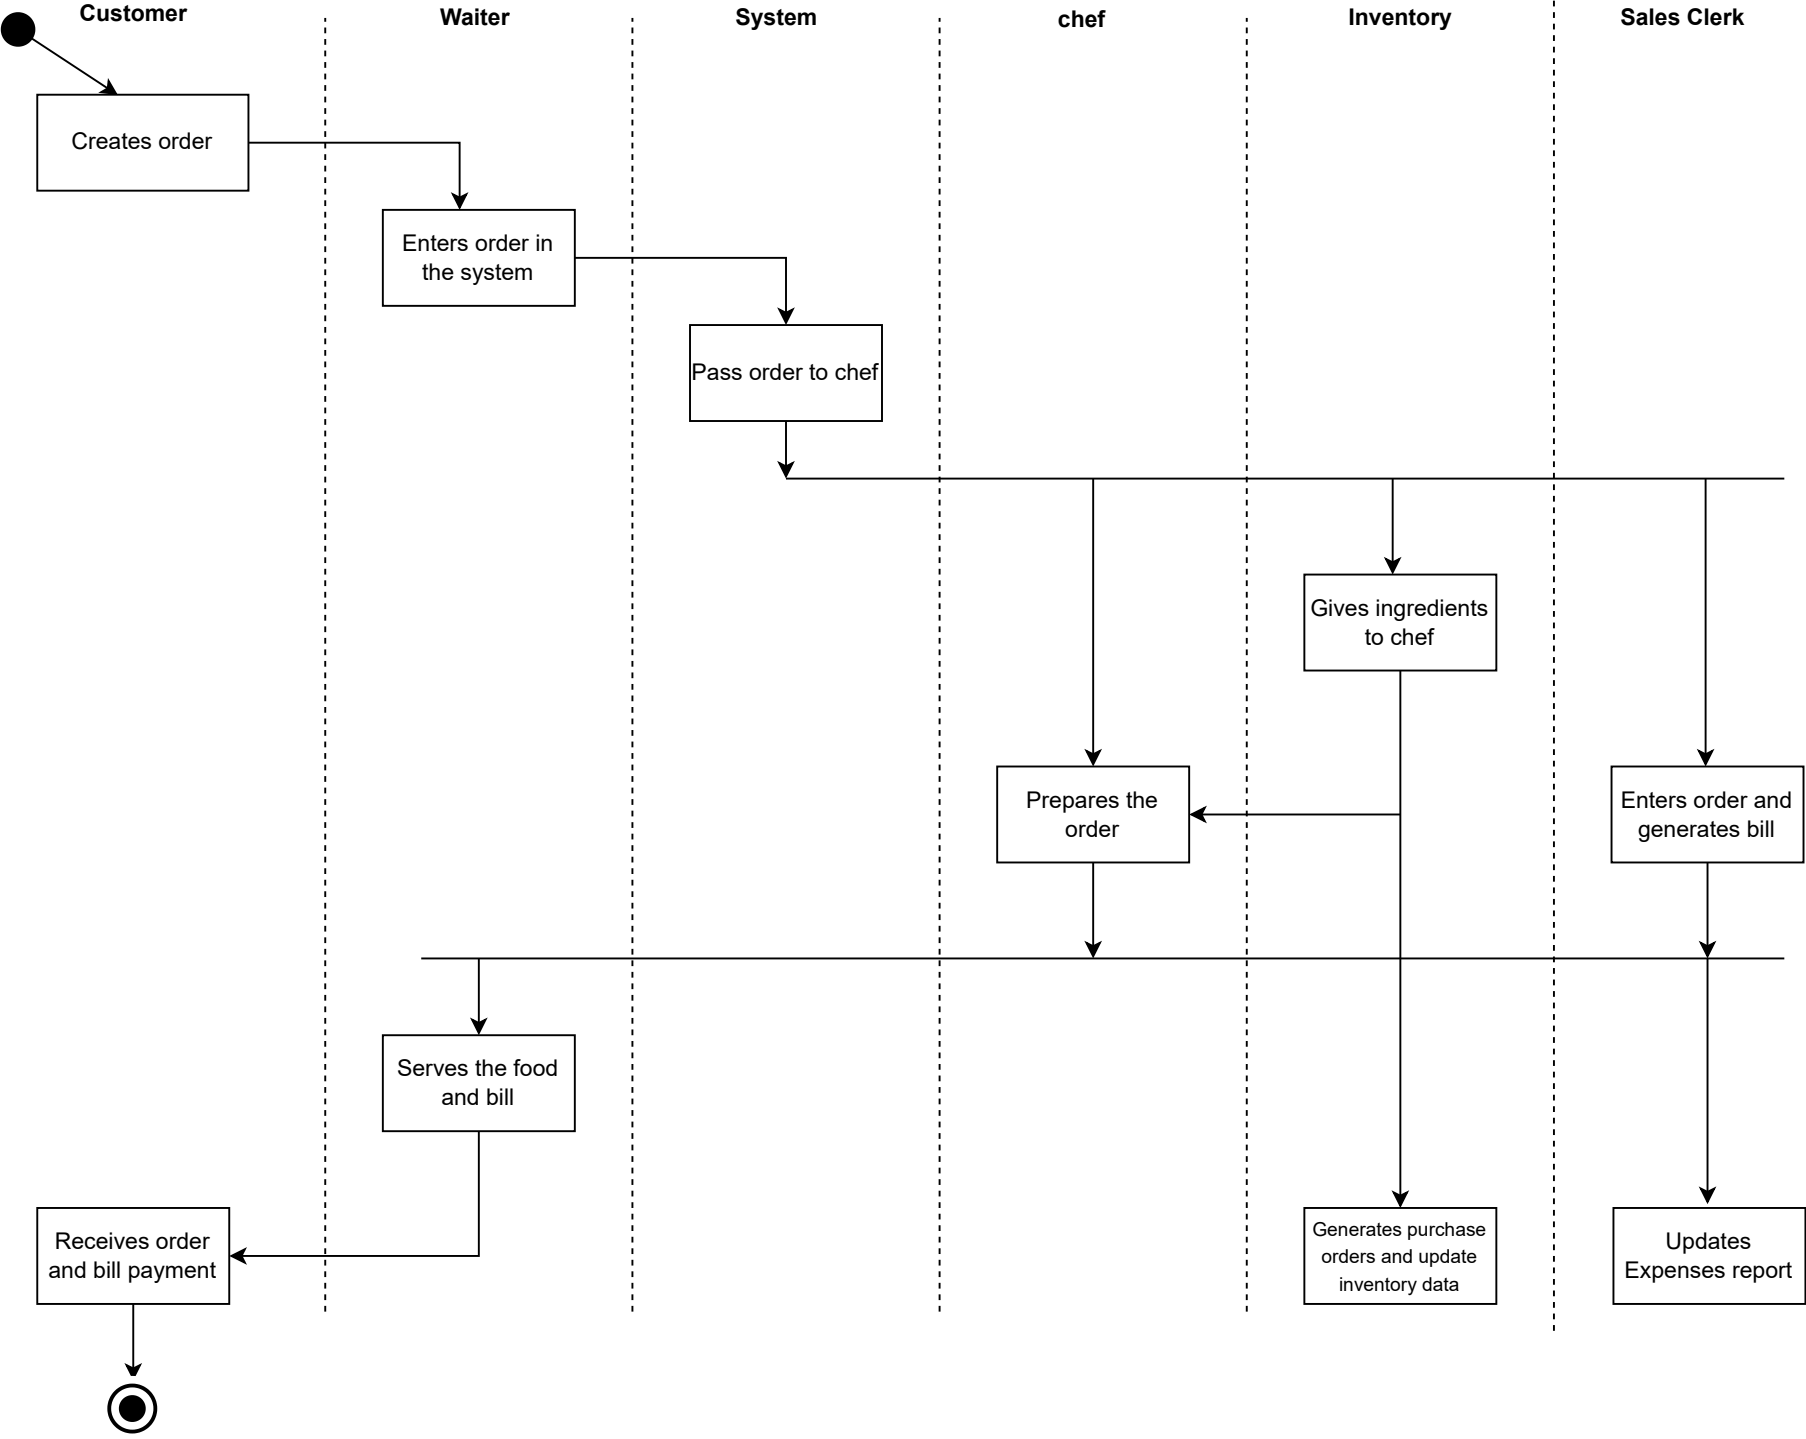 Customer
Waiter
System
chef
Inventory
Sales Clerk
Creates order
Enters order in
the system
Pass order to chef
Gives ingredients
to chef
Prepares the
order
Enters order and
generates bill
Serves the food
and bill
Receives order
and bill payment
Generates purchase
orders and update
inventory data
Updates
Expenses report